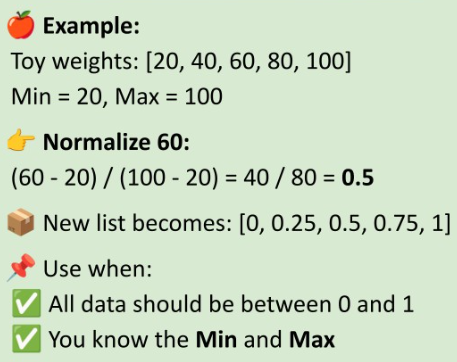 🍎 Example:
Toy weights: [20, 40, 60, 80, 100]
Min = 20, Max = 100
👉 Normalize 60:
(60 - 20) / (100 - 20) = 40 / 80 = 0.5
📦 New list becomes: [0, 0.25, 0.5, 0.75, 1]
📌 Use when:
✅ All data should be between 0 and 1
✅ You know the Min and Max